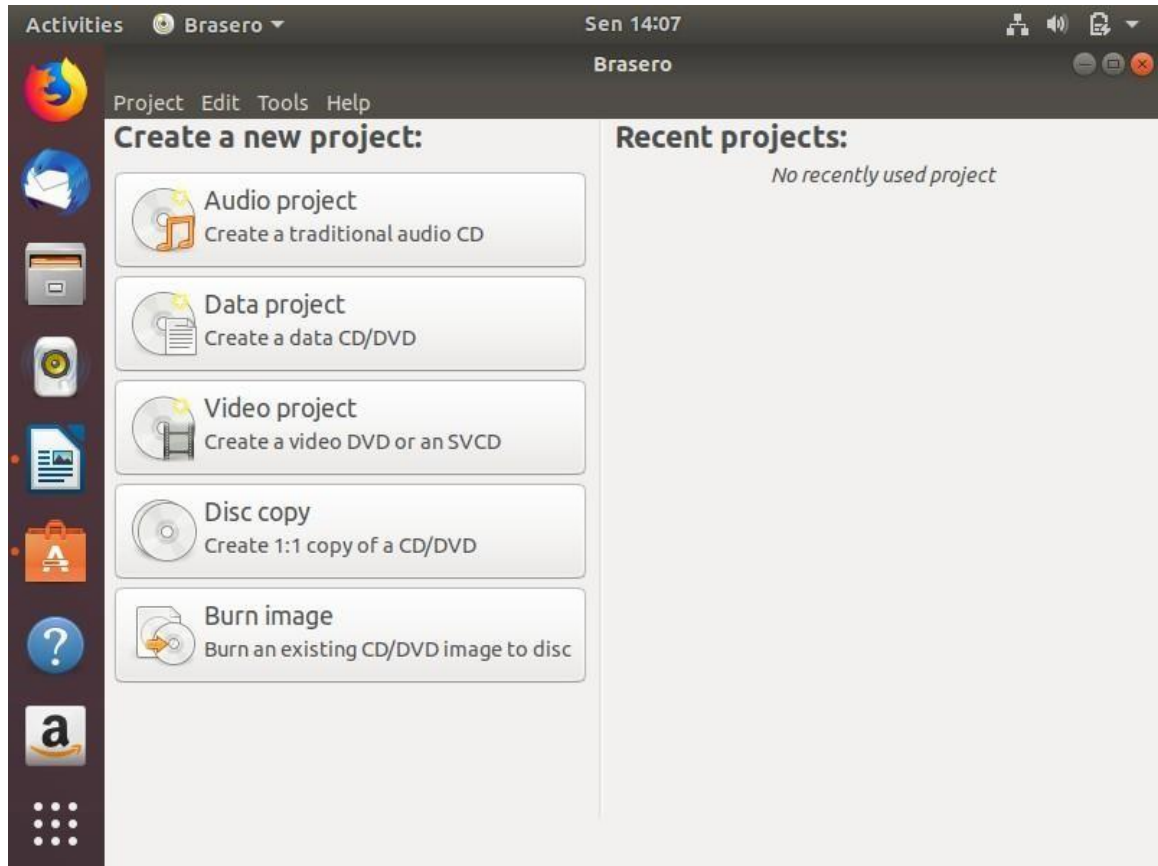 Activities Brasero Sen 14:07
Brasero
Project Edit Tools Help
Create a new project:
Audio project
Create a traditional audio CD
Data project
Create a data CD/DVD
Video project
Create a video DVD or an SVCD
Disc copy
Create 1:1 copy of a CD/DVD
Burn image
Burn an existing CD/DVD image to disc
Recent projects:
No recently used project
A
?
a